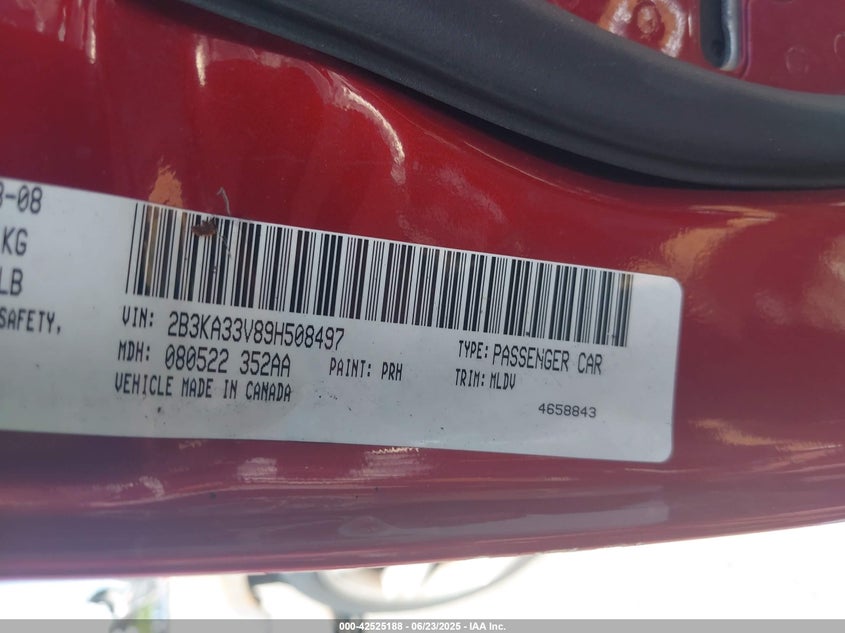 3-08
KG
LB
SAFETY,
VIN: 2B3KA33V89H508497
TYPE: PASSENGER CAR
MDH: 080522 352AA
PAINT: PRH
TRIM: MLDV
VEHICLE MADE IN CANADA
4658843
000-42525188 - 06/23/2025 - IAA Inc.